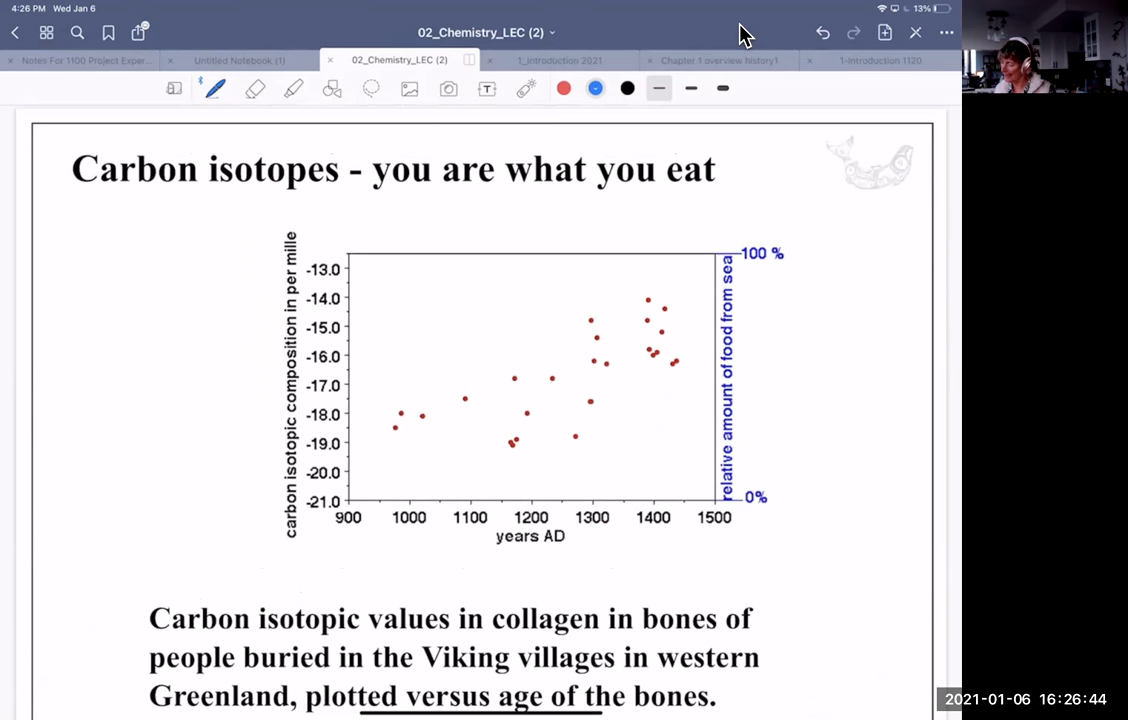 4:26 PM Wed Jan 6
13%
02_Chemistry_LEC (2)
Notes For 1100 Project Exper...
Untitled Notebook (1)
02_Chemistry_LEC (2)
1_introduction 2021
Chapter 1 overview history1
1-Introduction 1120
T
Carbon isotopes - you are what you eat
carbon isotopic composition in per mille
-13.0
-14.0
-15.0
-16.0
-17.0
-18.0
-19.0
-20.0
-21.0
900 1000 1100 1200 1300 1400 1500
years AD
100 %
relative amount of food from sea
0%
Carbon isotopic values in collagen in bones of
people buried in the Viking villages in western
Greenland, plotted versus age of the bones.
2021-01-06 16:26:44